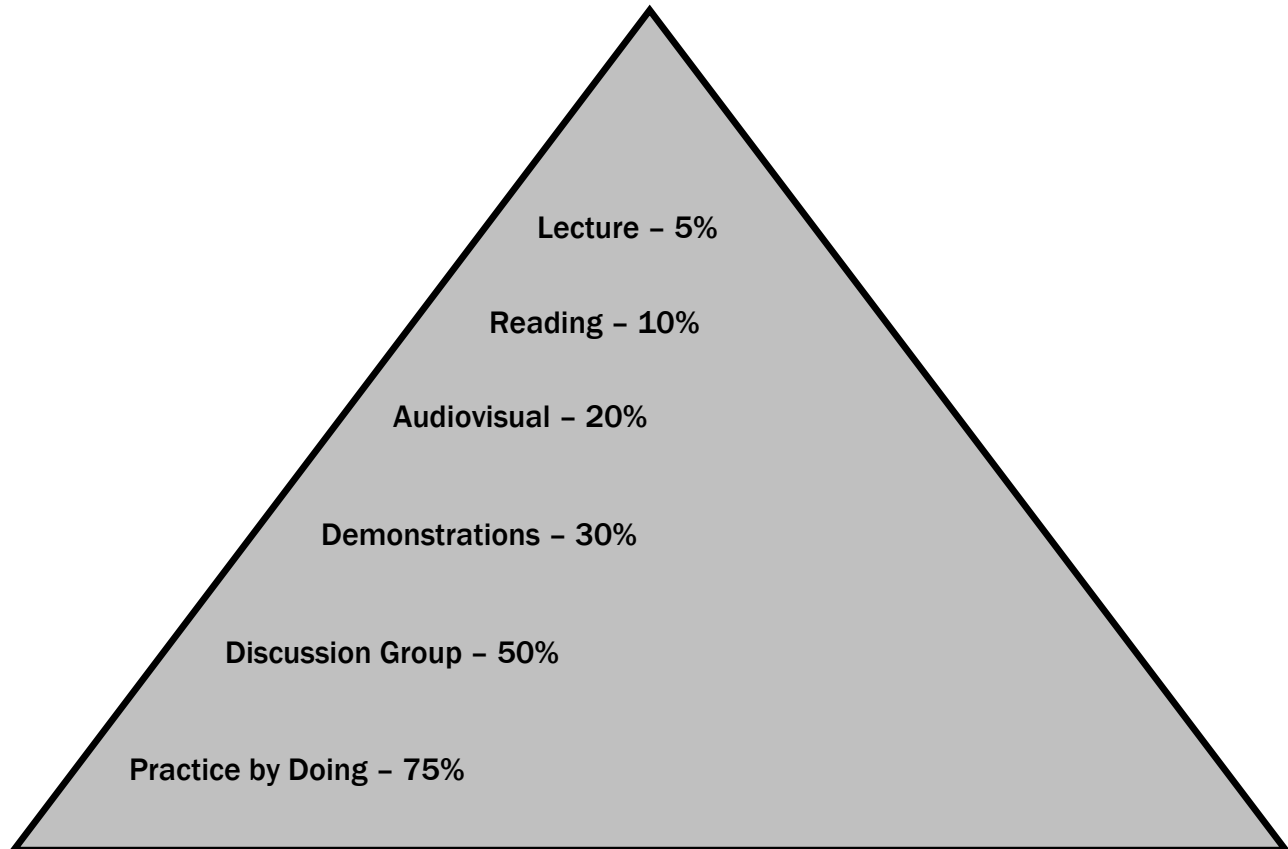 Lecture – 5%
Reading – 10%
Audiovisual – 20%
Demonstrations – 30%
Discussion Group – 50%
Practice by Doing – 75%